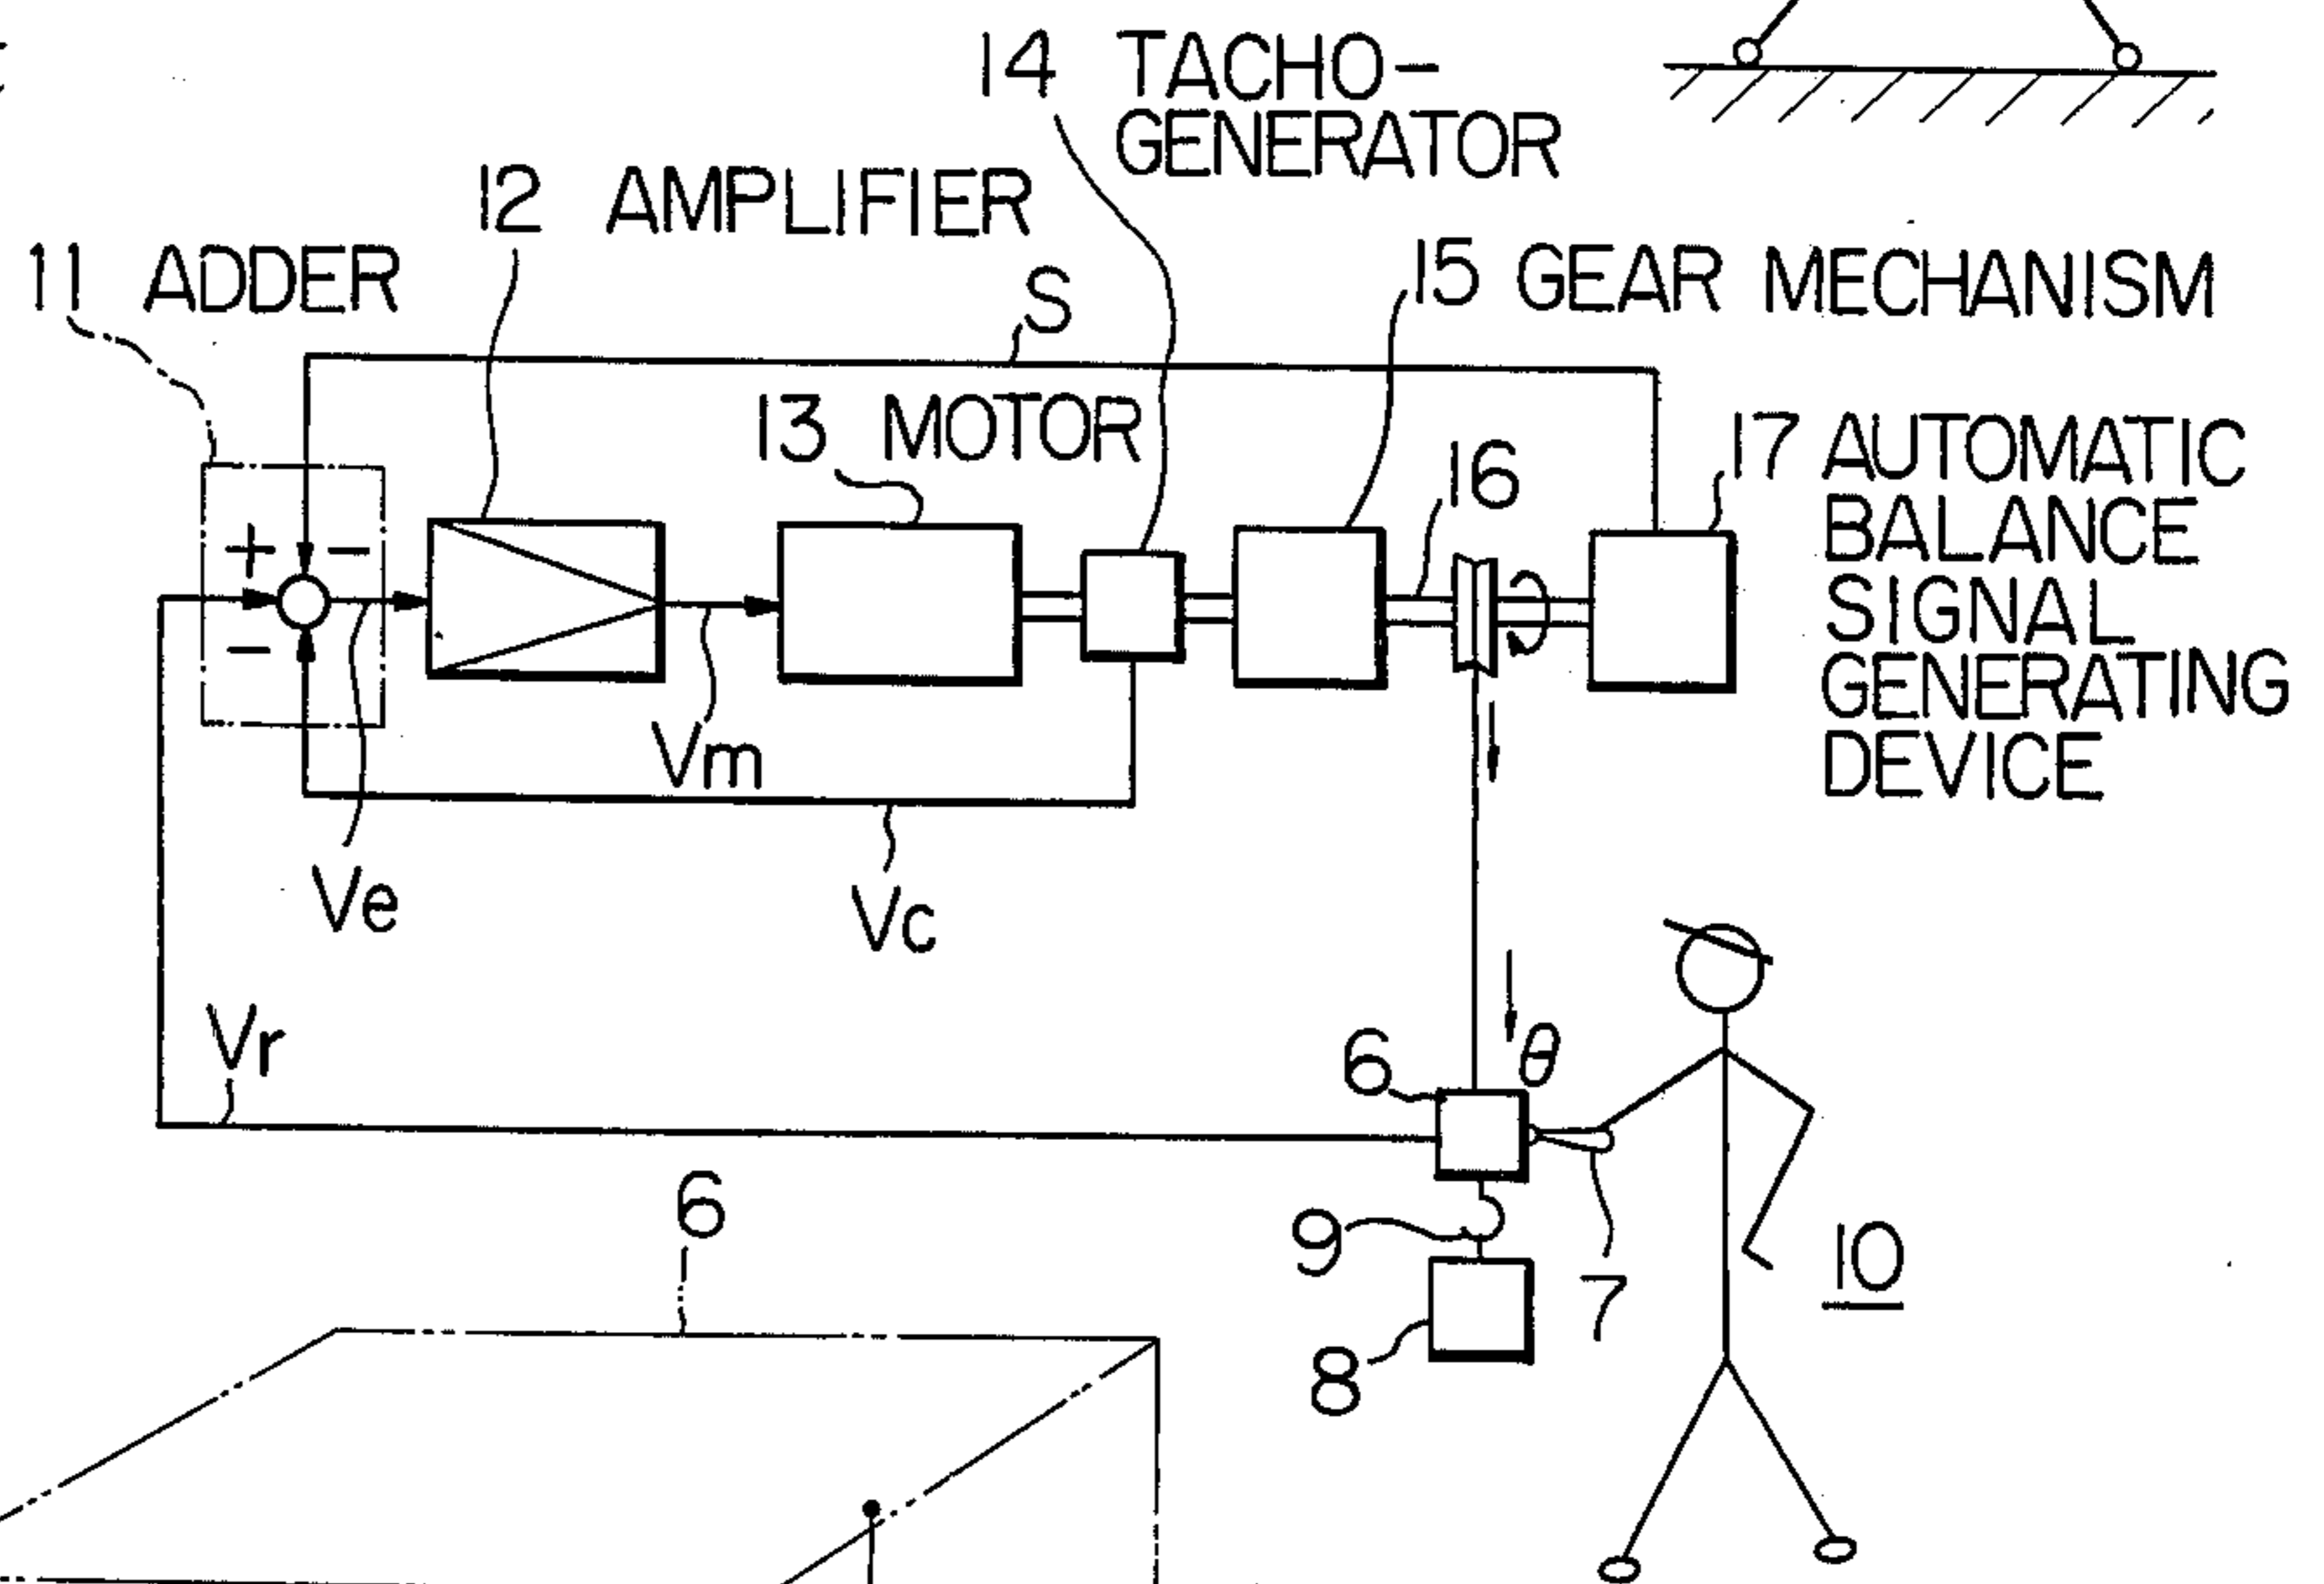 14 TACHO-
GENERATOR
12 AMPLIFIER
11 ADDER
15 GEAR MECHANISM
S
13 MOTOR
16
17 AUTOMATIC
BALANCE
SIGNAL
GENERATING
DEVICE
+ −
−
Vm
Ve
Vc
Vr
6
θ
6
9
7
10
8